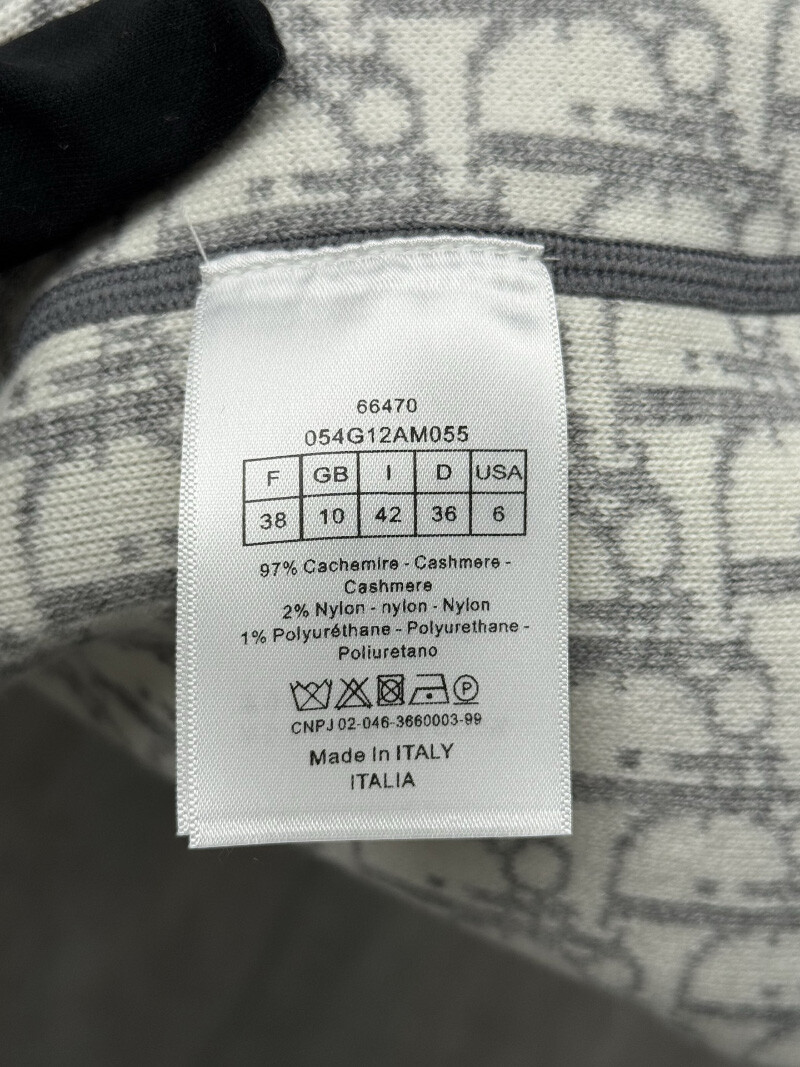 66470
054G12AM055
F GB I D USA
38 10 42 36 6
97% Cachemire - Cashmere -
Cashmere
2% Nylon - nylon - Nylon
1% Polyuréthane - Polyurethane -
Poliuretano
P
CNPJ 02-046-3660003-99
Made In ITALY
ITALIA